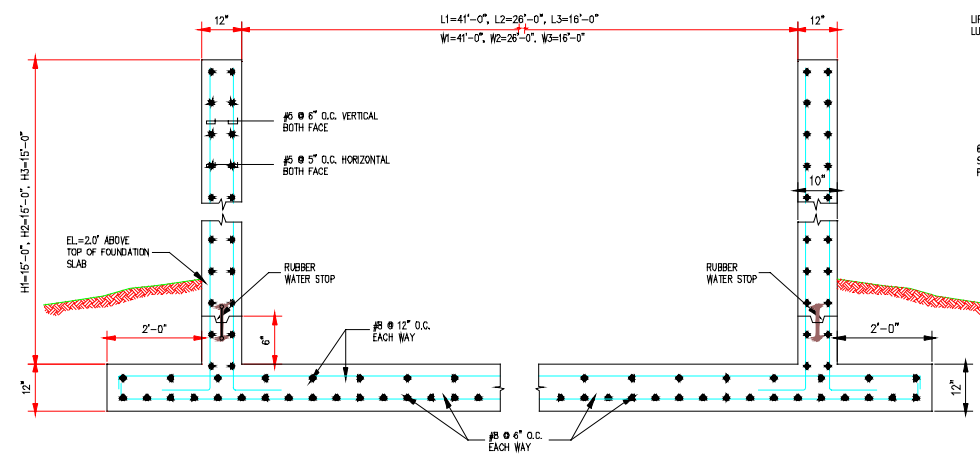 12"
L1=41'-0", L2=26'-0", L3=16'-0"
W1=41'-0", W2=26'-0", W3=16'-0"
12"
#5 @ 6" O.C. VERTICAL
BOTH FACE
#5 @ 5" O.C. HORIZONTAL
BOTH FACE
H1=15'-0", H2=15'-0", H3=15'-0"
10"
EL.=2.0' ABOVE
TOP OF FOUNDATION
SLAB
RUBBER
WATER STOP
RUBBER
WATER STOP
2'-0"
6"
#8 @ 12" O.C.
EACH WAY
2'-0"
12"
12"
#8 @ 6" O.C.
EACH WAY